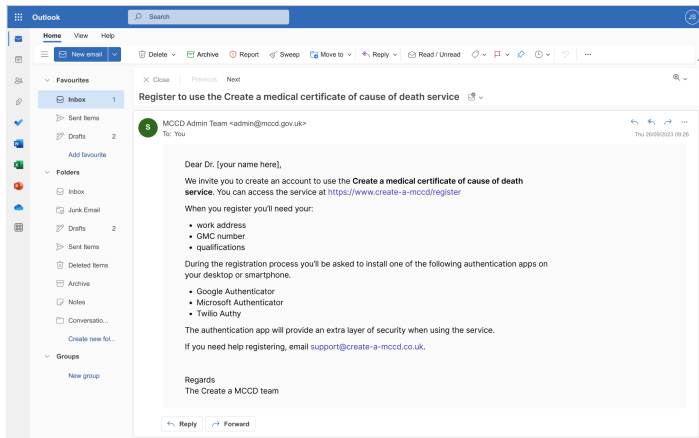 Outlook
Search
JS
Home View Help
New email
Delete Archive Report Sweep Move to Reply Read / Unread
Favourites
Inbox 1
Sent Items
Drafts 2
Add favourite
Folders
Inbox
Junk Email
Drafts 2
Sent Items
Deleted Items
Archive
Notes
Conversatio...
Create new fol...
Groups
New group
Close Previous Next
Register to use the Create a medical certificate of cause of death service
S
MCCD Admin Team <admin@mccd.gov.uk>
To: You
Thu 26/09/2023 09:26
Dear Dr. [your name here],
We invite you to create an account to use the Create a medical certificate of cause of death
service. You can access the service at https://www.create-a-mccd/register
When you register you'll need your:
• work address
• GMC number
• qualifications
During the registration process you'll be asked to install one of the following authentication apps on
your desktop or smartphone.
• Google Authenticator
• Microsoft Authenticator
• Twilio Authy
The authentication app will provide an extra layer of security when using the service.
If you need help registering, email support@create-a-mccd.co.uk.
Regards
The Create a MCCD team
Reply Forward